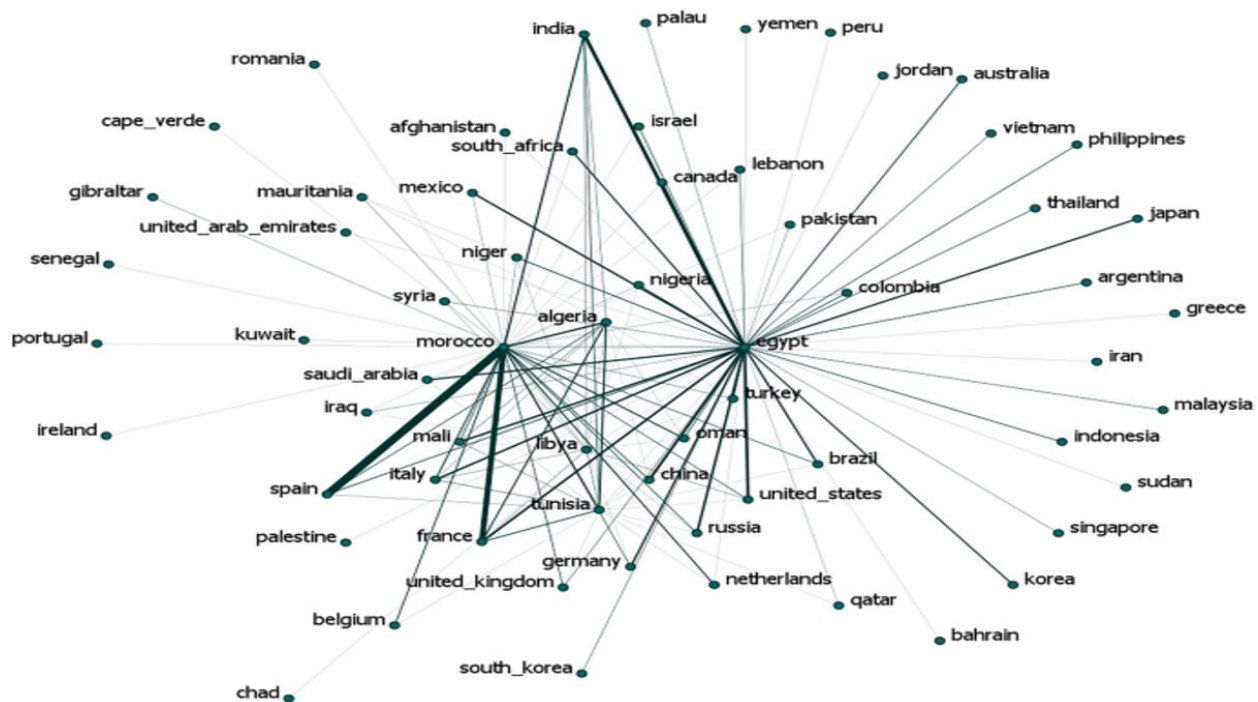 india
palau
yemen
peru
romania
jordan
australia
cape_verde
afghanistan
israel
vietnam
philippines
south_africa
lebanon
canada
gibraltar
mauritania
mexico
thailand
japan
united_arab_emirates
pakistan
senegal
niger
nigeria
colombia
argentina
syria
algeria
greece
portugal
kuwait
morocco
egypt
iran
saudi_arabia
turkey
iraq
malaysia
ireland
mali
libya
oman
indonesia
italy
china
brazil
spain
tunisia
united_states
sudan
palestine
france
russia
singapore
germany
united_kingdom
netherlands
korea
qatar
belgium
bahrain
south_korea
chad